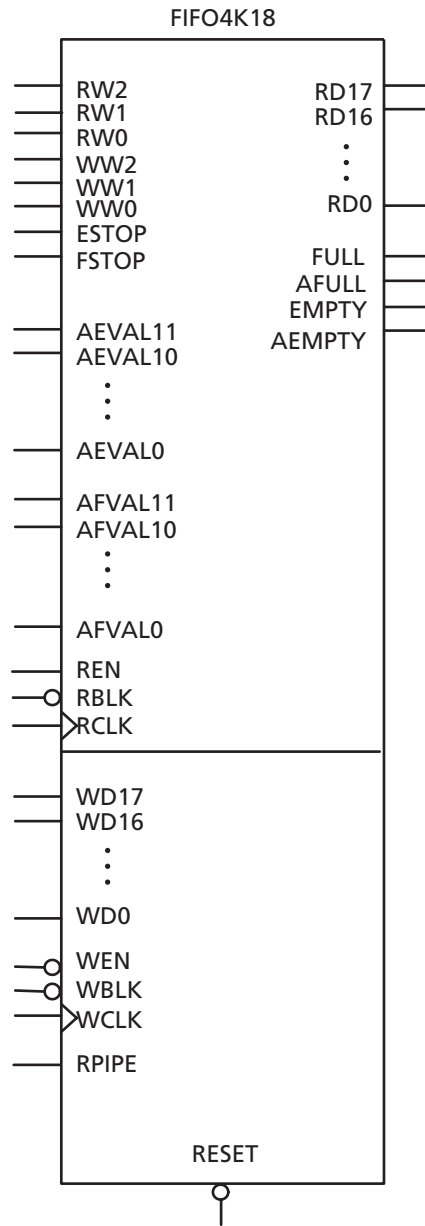 FIFO4K18
RW2
RW1
RW0
WW2
WW1
WW0
ESTOP
FSTOP
AEVAL11
AEVAL10
AEVAL0
AFVAL11
AFVAL10
AFVAL0
REN
RBLK
RCLK
WD17
WD16
WD0
WEN
WBLK
WCLK
RPIPE
RD17
RD16
RD0
FULL
AFULL
EMPTY
AEMPTY
RESET